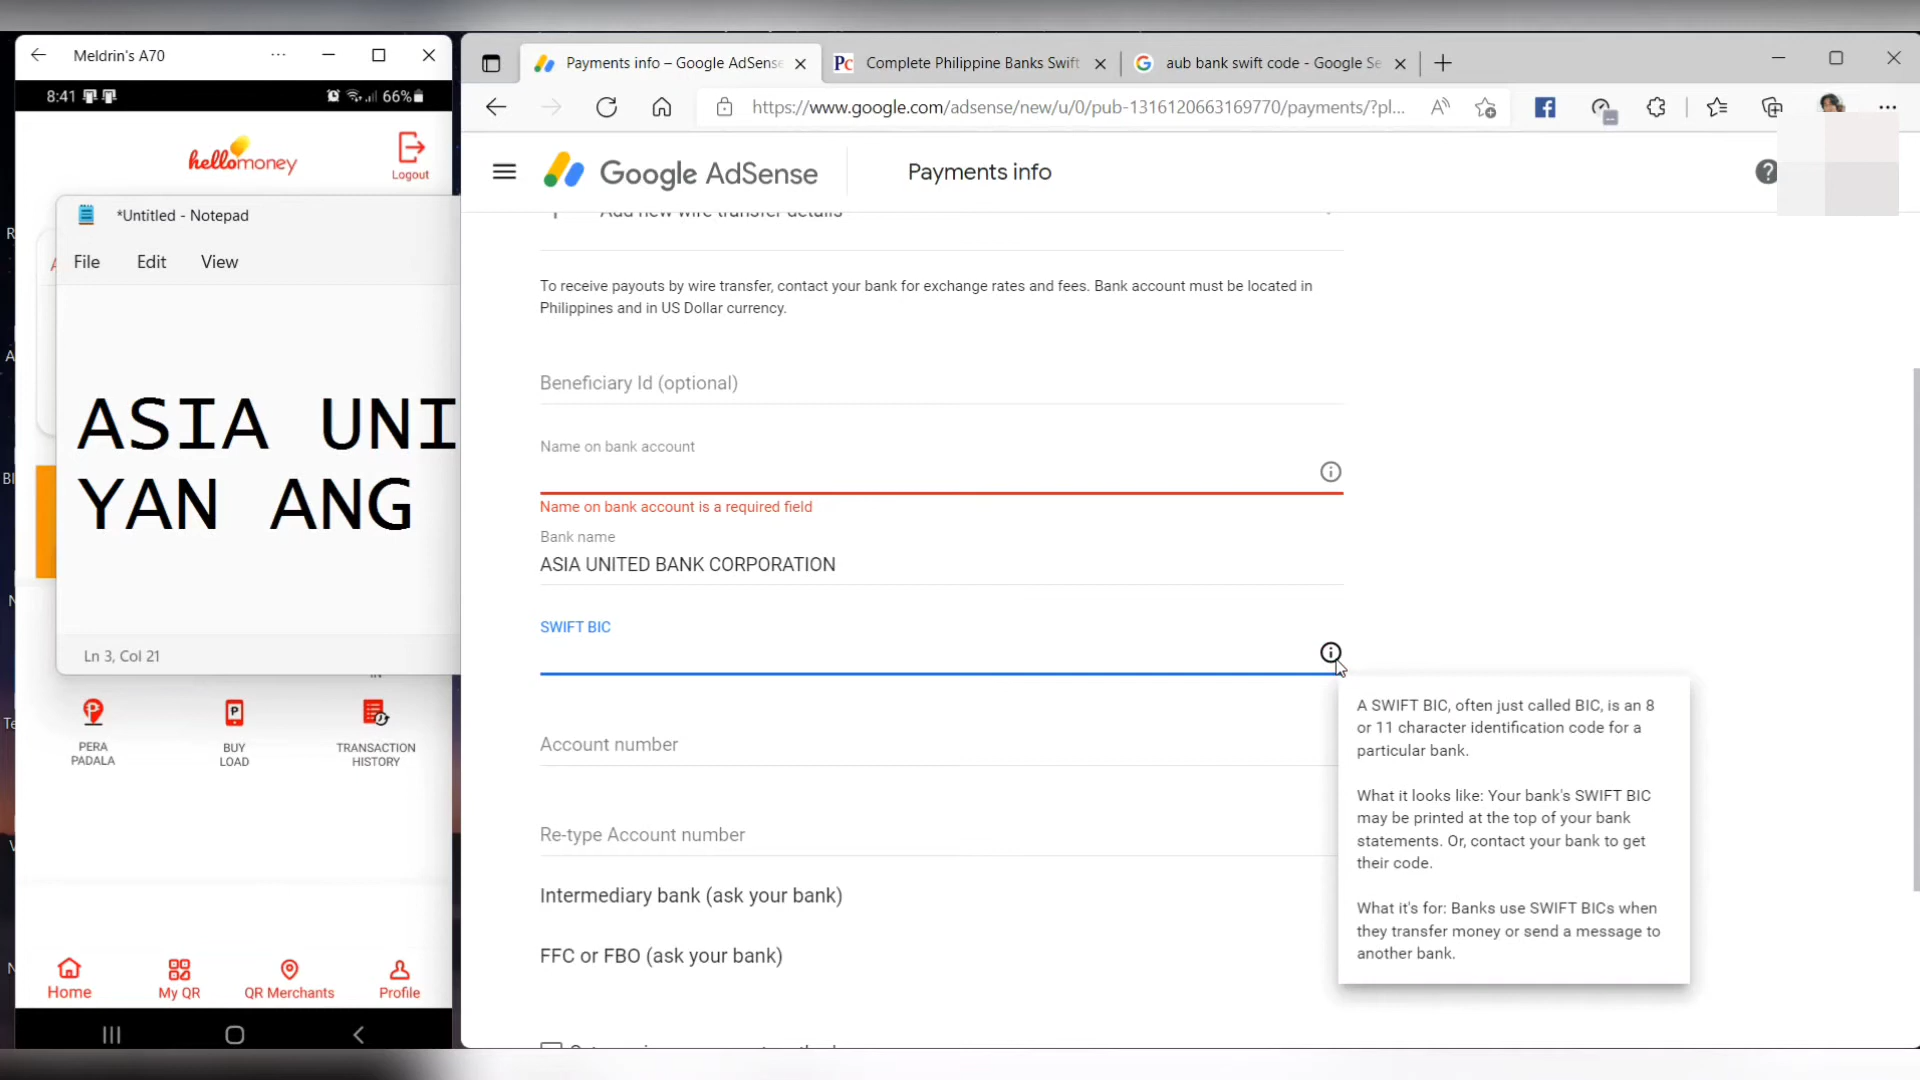 Meldrin's A70
8:41
66%
hellomoney
Logout
*Untitled - Notepad
File Edit View
ASIA UNI
YAN ANG
Ln 3, Col 21
PERA
PADALA
BUY
LOAD
TRANSACTION
HISTORY
Home
My QR
QR Merchants
Profile
Payments info – Google AdSense
Complete Philippine Banks Swift
aub bank swift code - Google Se
https://www.google.com/adsense/new/u/0/pub-1316120663169770/payments/?pl...
Google AdSense
Payments info
Add new wire transfer details
To receive payouts by wire transfer, contact your bank for exchange rates and fees. Bank account must be located in
Philippines and in US Dollar currency.
Beneficiary Id (optional)
Name on bank account
Name on bank account is a required field
Bank name
ASIA UNITED BANK CORPORATION
SWIFT BIC
Account number
Re-type Account number
Intermediary bank (ask your bank)
FFC or FBO (ask your bank)
A SWIFT BIC, often just called BIC, is an 8
or 11 character identification code for a
particular bank.
What it looks like: Your bank's SWIFT BIC
may be printed at the top of your bank
statements. Or, contact your bank to get
their code.
What it's for: Banks use SWIFT BICs when
they transfer money or send a message to
another bank.